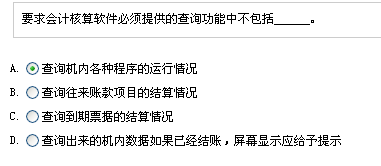 要求会计核算软件必须提供的查询功能中不包括______。
A. 查询机内各种程序的运行情况
B. 查询往来账款项目的结算情况
C. 查询到期票据的结算情况
D. 查询出来的机内数据如果已经结账，屏幕显示应给予提示